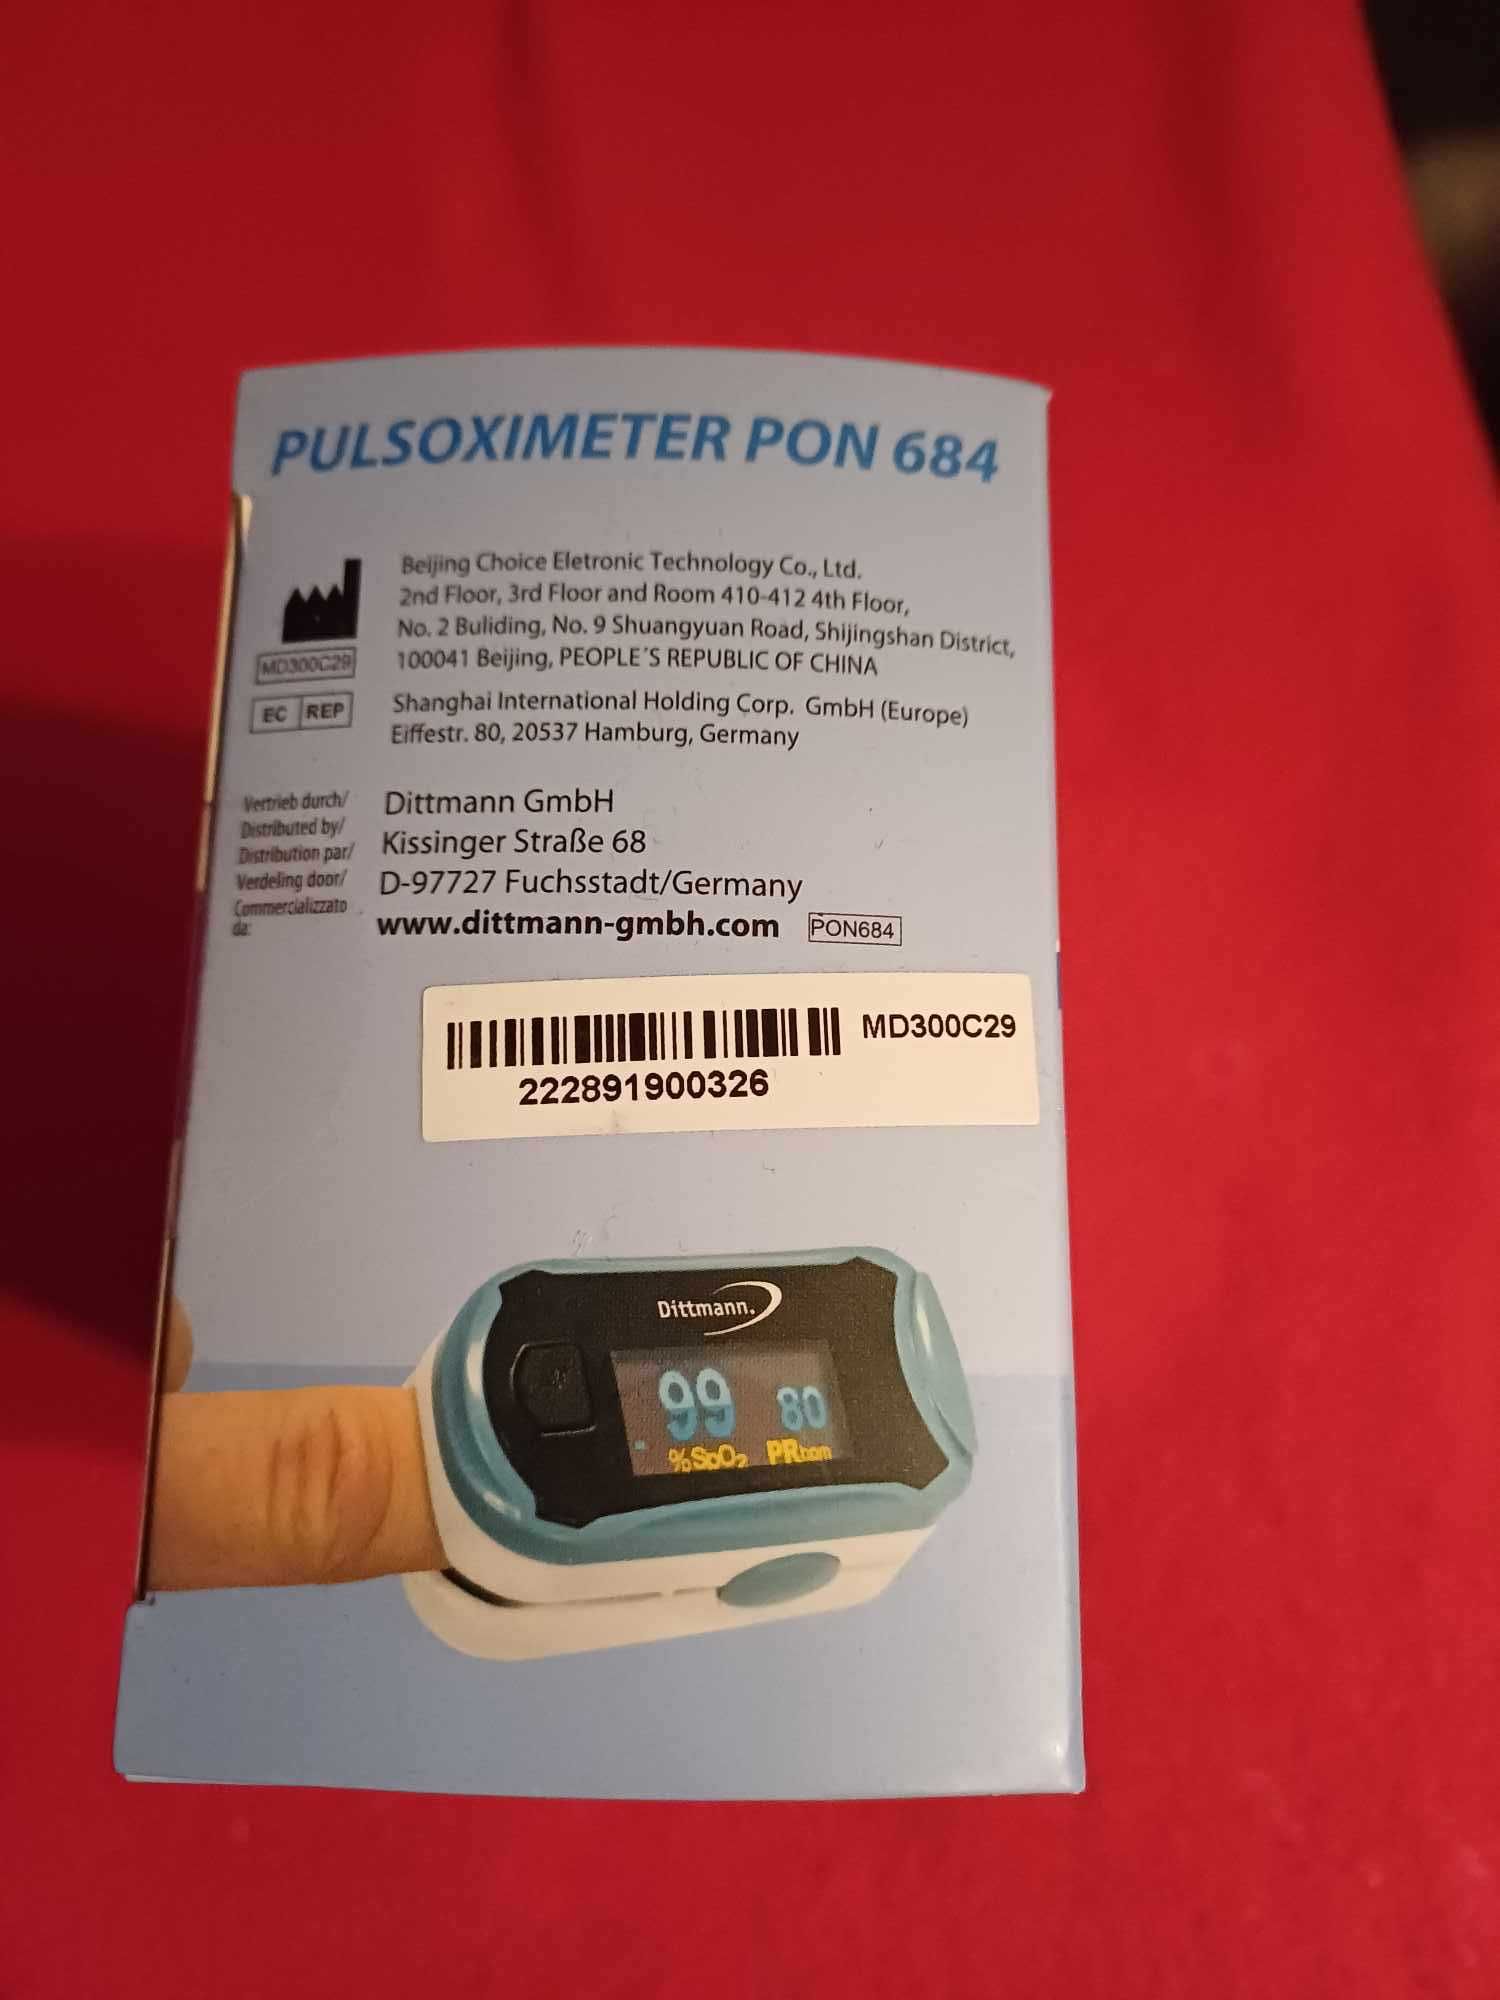 PULSOXIMETER PON 684
Beijing Choice Eletronic Technology Co., Ltd.
2nd Floor, 3rd Floor and Room 410-412 4th Floor,
No. 2 Buliding, No. 9 Shuangyuan Road, Shijingshan District,
100041 Beijing, PEOPLE´S REPUBLIC OF CHINA
MD300C29
EC REP
Shanghai International Holding Corp. GmbH (Europe)
Eiffestr. 80, 20537 Hamburg, Germany
Vertrieb durch/
Distributed by/
Distribution par/
Verdeling door/
Commercializzato
da:
Dittmann GmbH
Kissinger Straße 68
D-97727 Fuchsstadt/Germany
www.dittmann-gmbh.com PON684
MD300C29
222891900326
Dittmann.
99 80
%SpO₂ PRbpm